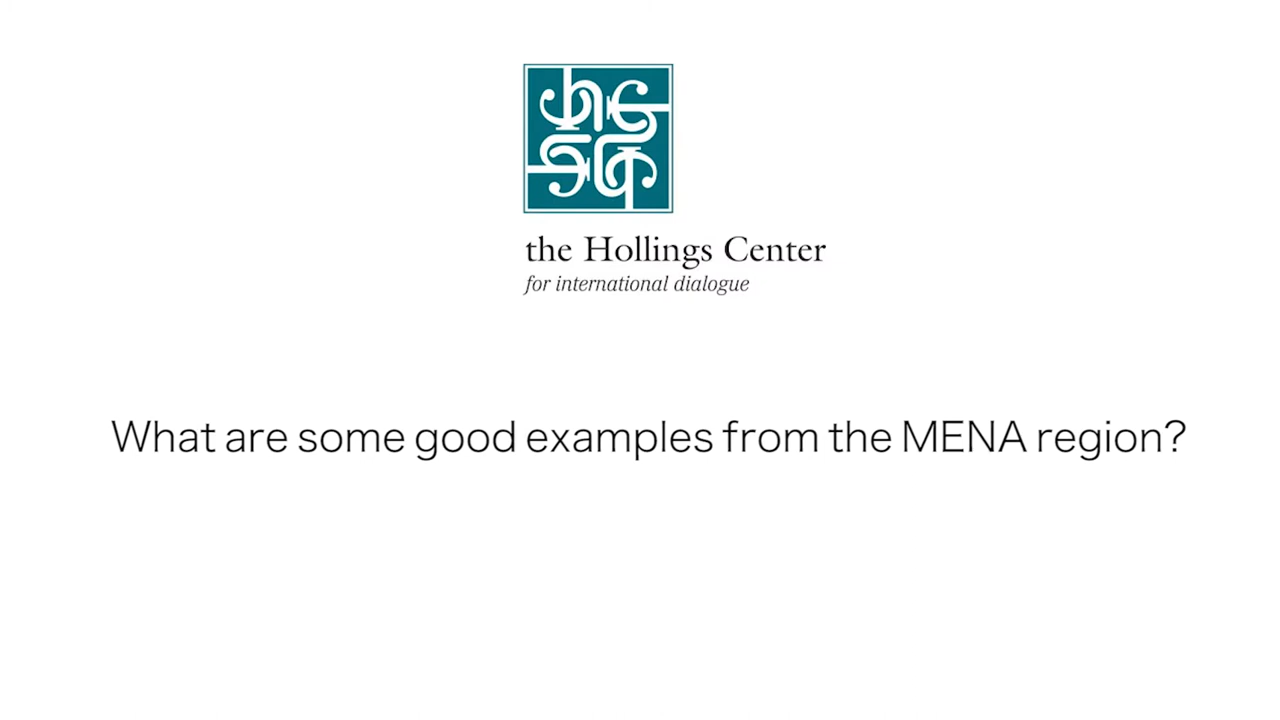 the Hollings Center
for international dialogue
What are some good examples from the MENA region?